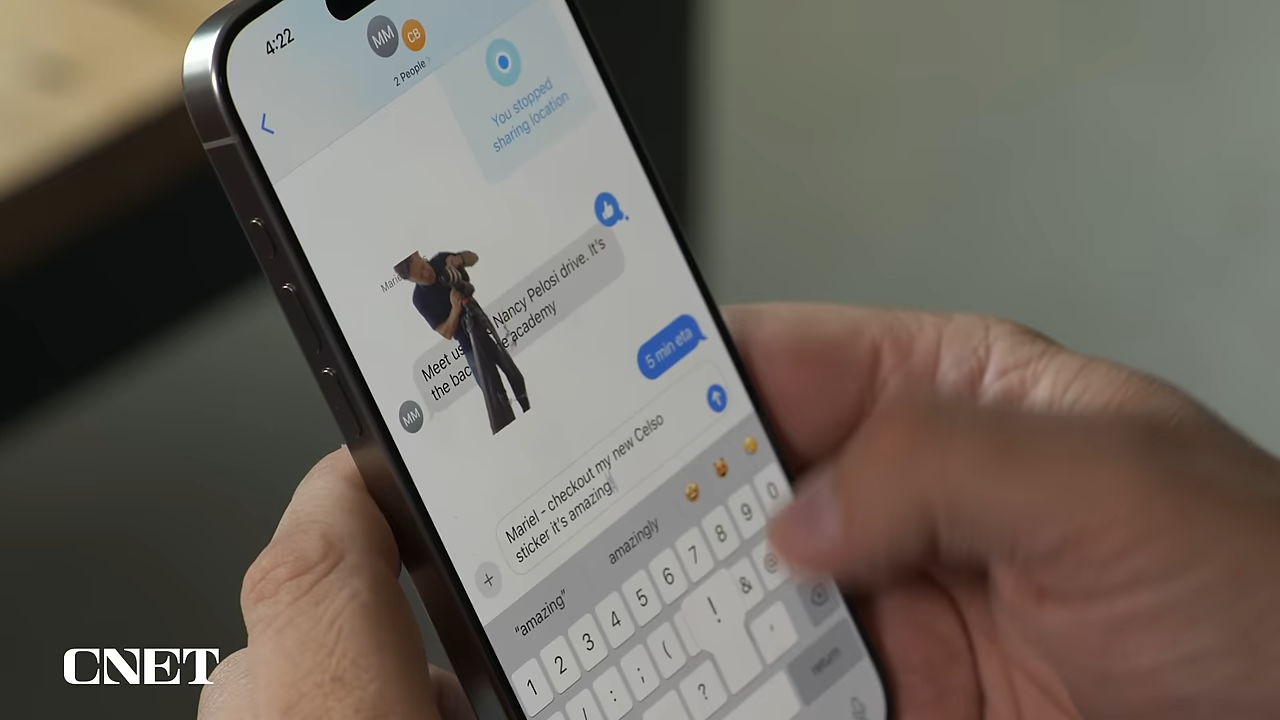 4:22
MM
CB
2 People
You stopped
sharing location
Nancy Pelosi drive. It's
Meet us
the bac
e academy
MM
5 min eta
Mariel - checkout my new Celso
sticker it's amazing
"amazing"
amazingly
1 2 3 4 5 6 7 8 9 0
: ; ( & @
? ! '
return
CNET